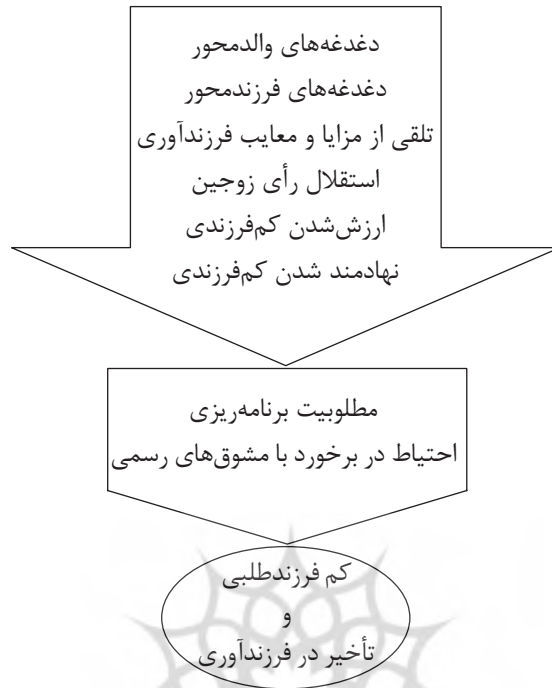 دغدغه‌های والدمحور
دغدغه‌های فرزندمحور
تلقی از مزایا و معایب فرزندآوری
استقلال رأی زوجین
ارزش‌شدن کم‌فرزندی
نهادمند شدن کم‌فرزندی
مطلوبیت برنامه‌ریزی
احتیاط در برخورد با مشوق‌های رسمی
کم فرزندطلبی
و
تأخیر در فرزندآوری